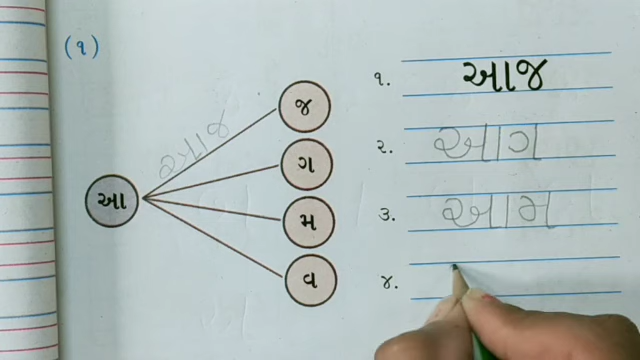 (૧)
આ
આજ
જ
ગ
મ
વ
૧. આજ
૨. આગ
૩. આમ
૪.